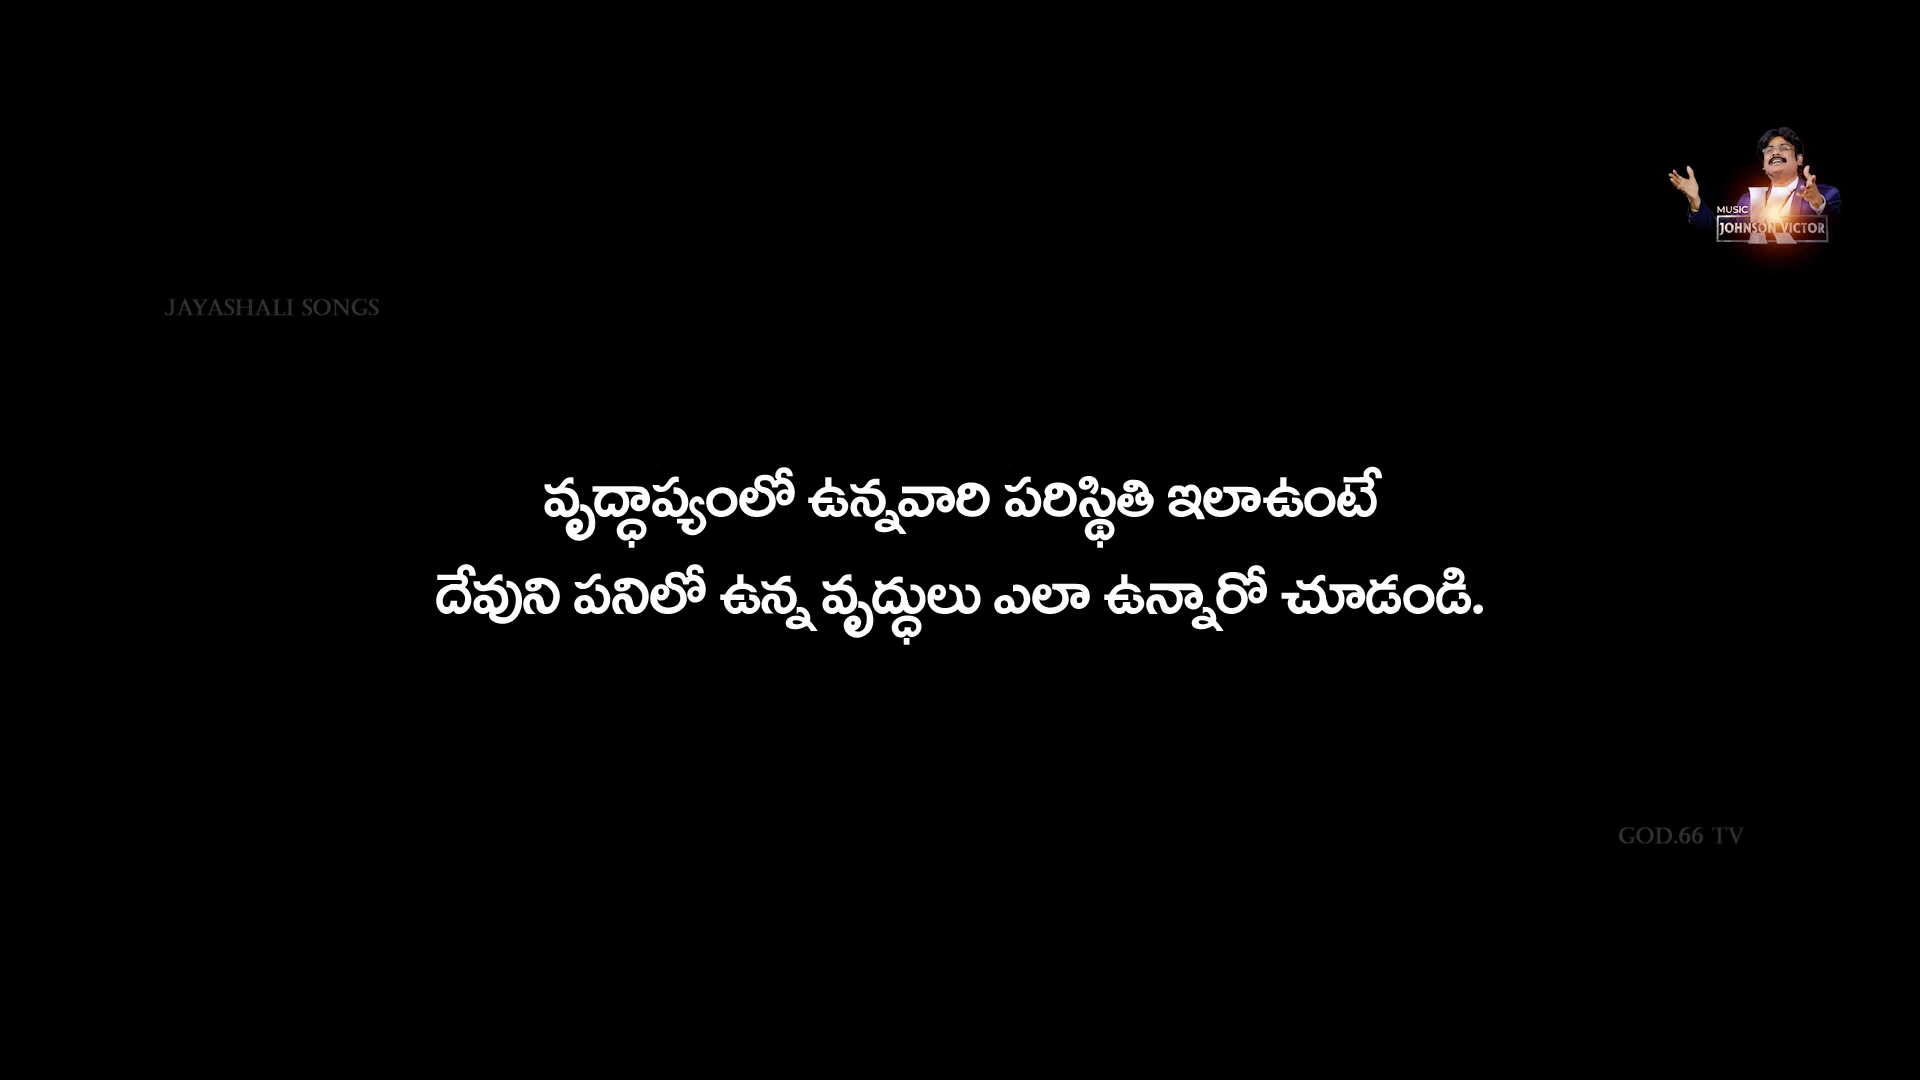 MUSIC
JOHNSON VICTOR
JAYASHALI SONGS
వృద్ధాప్యంలో ఉన్నవారి పరిస్థితి ఇలాఉంటే
దేవుని పనిలో ఉన్న వృద్ధులు ఎలా ఉన్నారో చూడండి.
GOD.66 TV